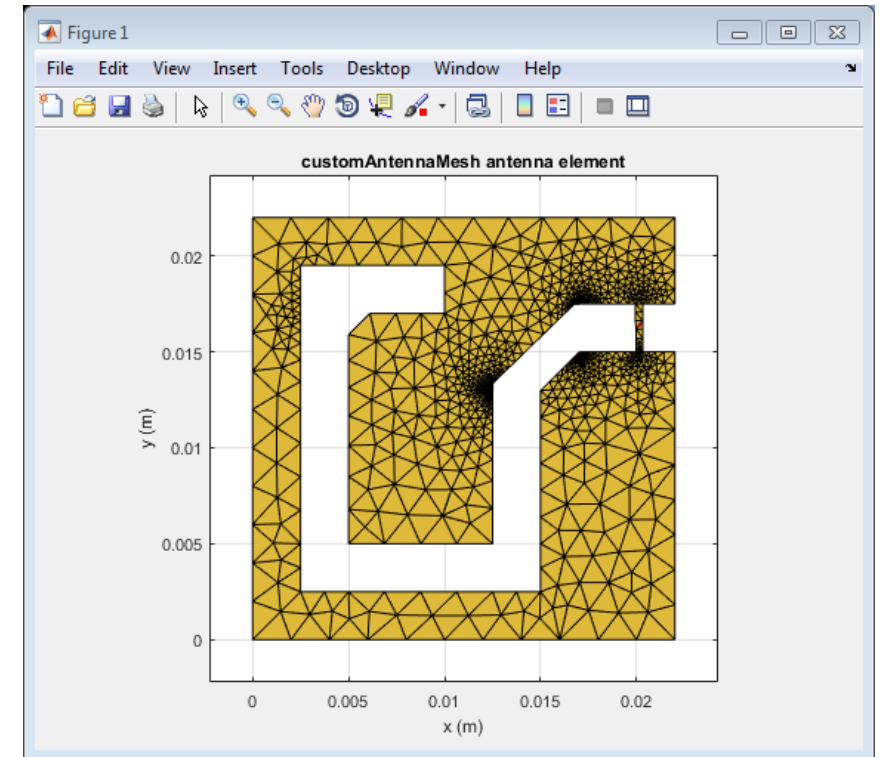 Figure 1
File Edit View Insert Tools Desktop Window Help
customAntennaMesh antenna element
0.02
0.015
0.01
0.005
0
y (m)
0 0.005 0.01 0.015 0.02
x (m)